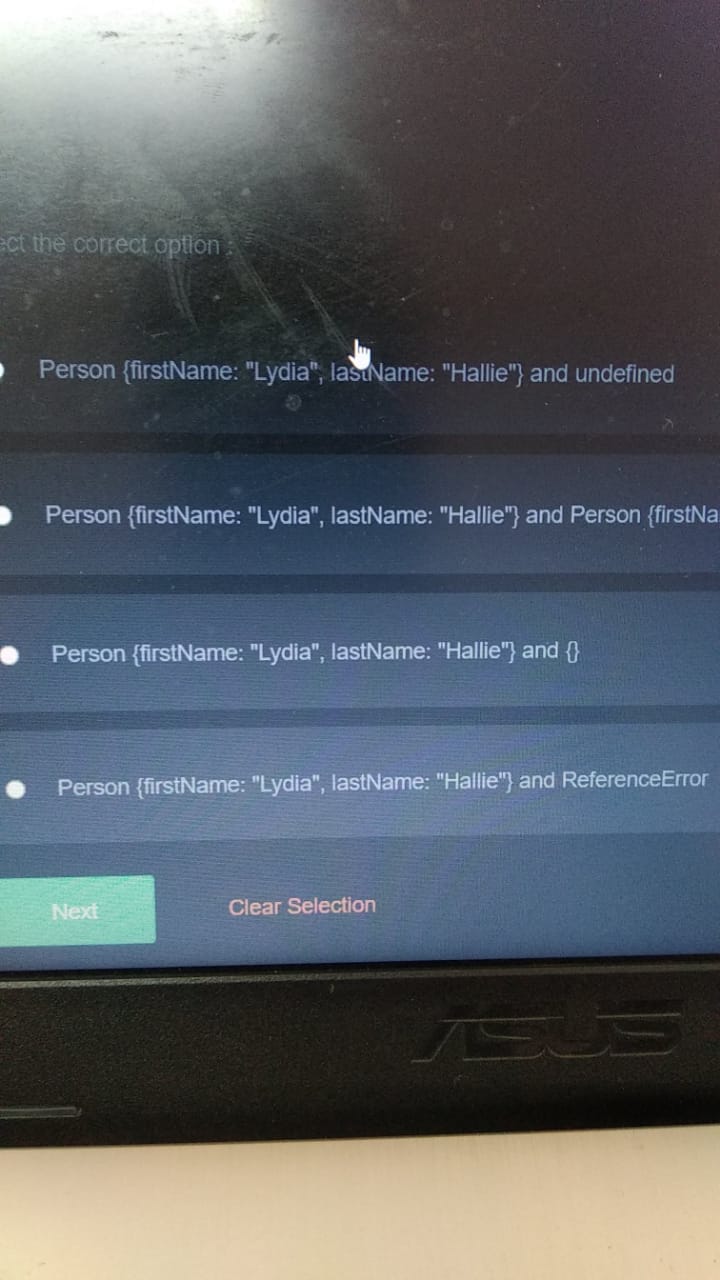 ect the correct option :
Person {firstName: "Lydia", lastName: "Hallie"} and undefined
Person {firstName: "Lydia", lastName: "Hallie"} and Person {firstNa
Person {firstName: "Lydia", lastName: "Hallie"} and {}
Person {firstName: "Lydia", lastName: "Hallie"} and ReferenceError
Next
Clear Selection
ASUS